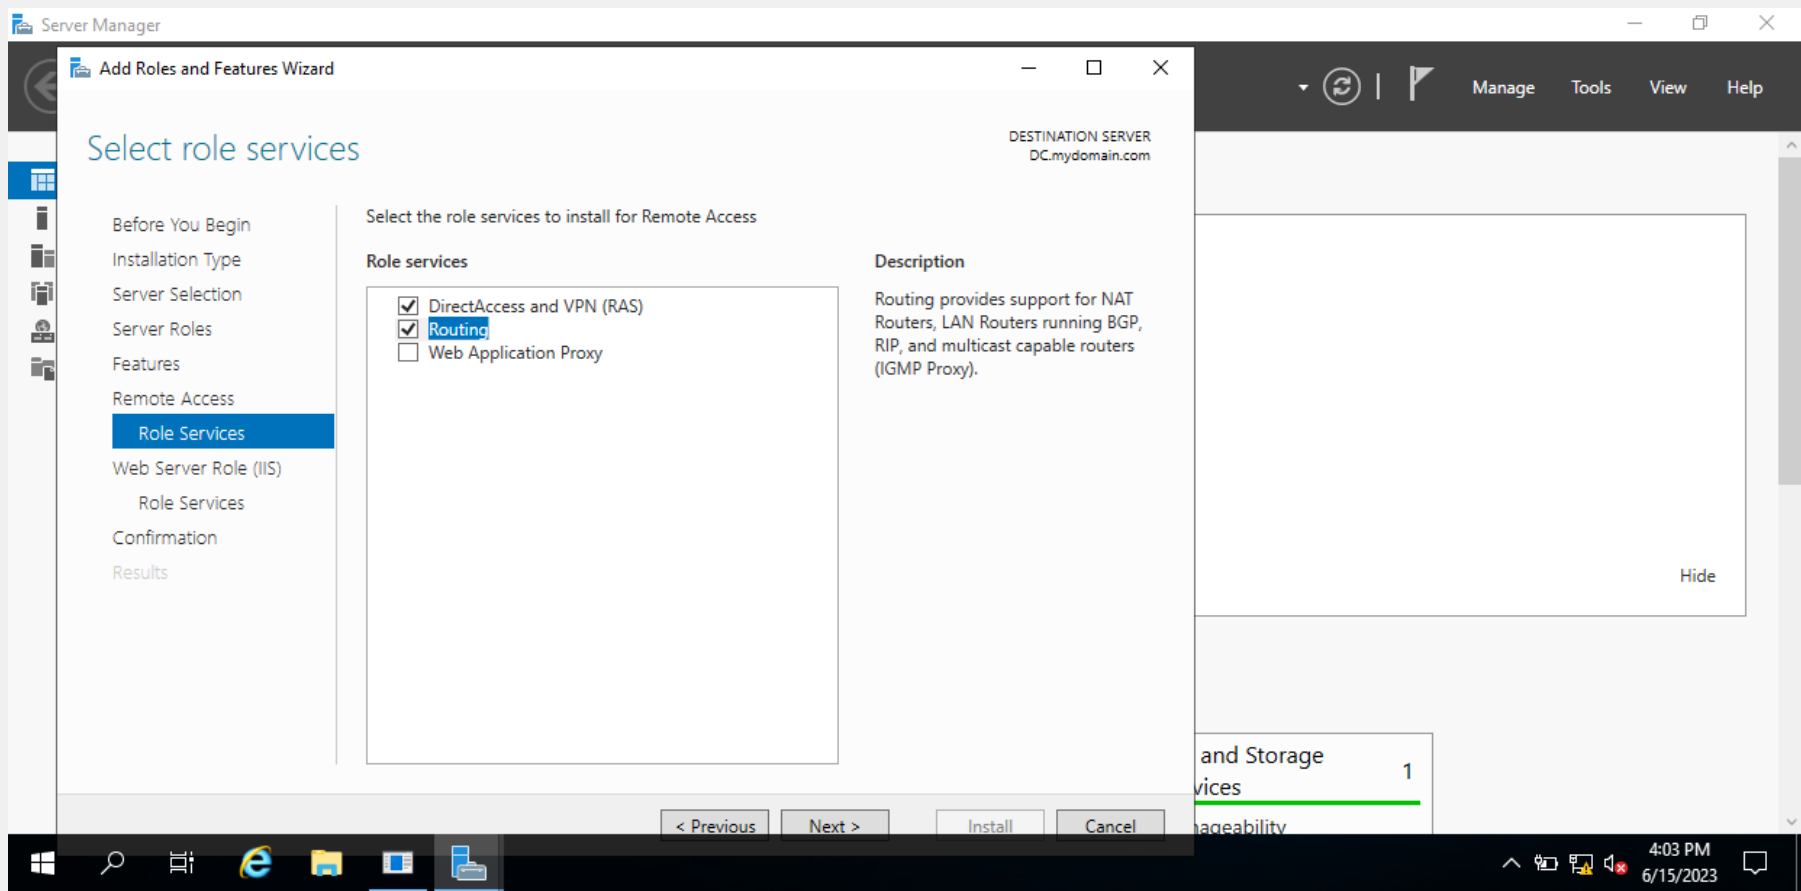 Server Manager
Add Roles and Features Wizard
Manage
Tools
View
Help
Select role services
DESTINATION SERVER
DC.mydomain.com
Before You Begin
Installation Type
Server Selection
Server Roles
Features
Remote Access
Role Services
Web Server Role (IIS)
Role Services
Confirmation
Results
Select the role services to install for Remote Access
Role services
DirectAccess and VPN (RAS)
Routing
Web Application Proxy
Description
Routing provides support for NAT
Routers, LAN Routers running BGP,
RIP, and multicast capable routers
(IGMP Proxy).
Hide
and Storage
vices
1
nageability
< Previous
Next >
Install
Cancel
4:03 PM
6/15/2023